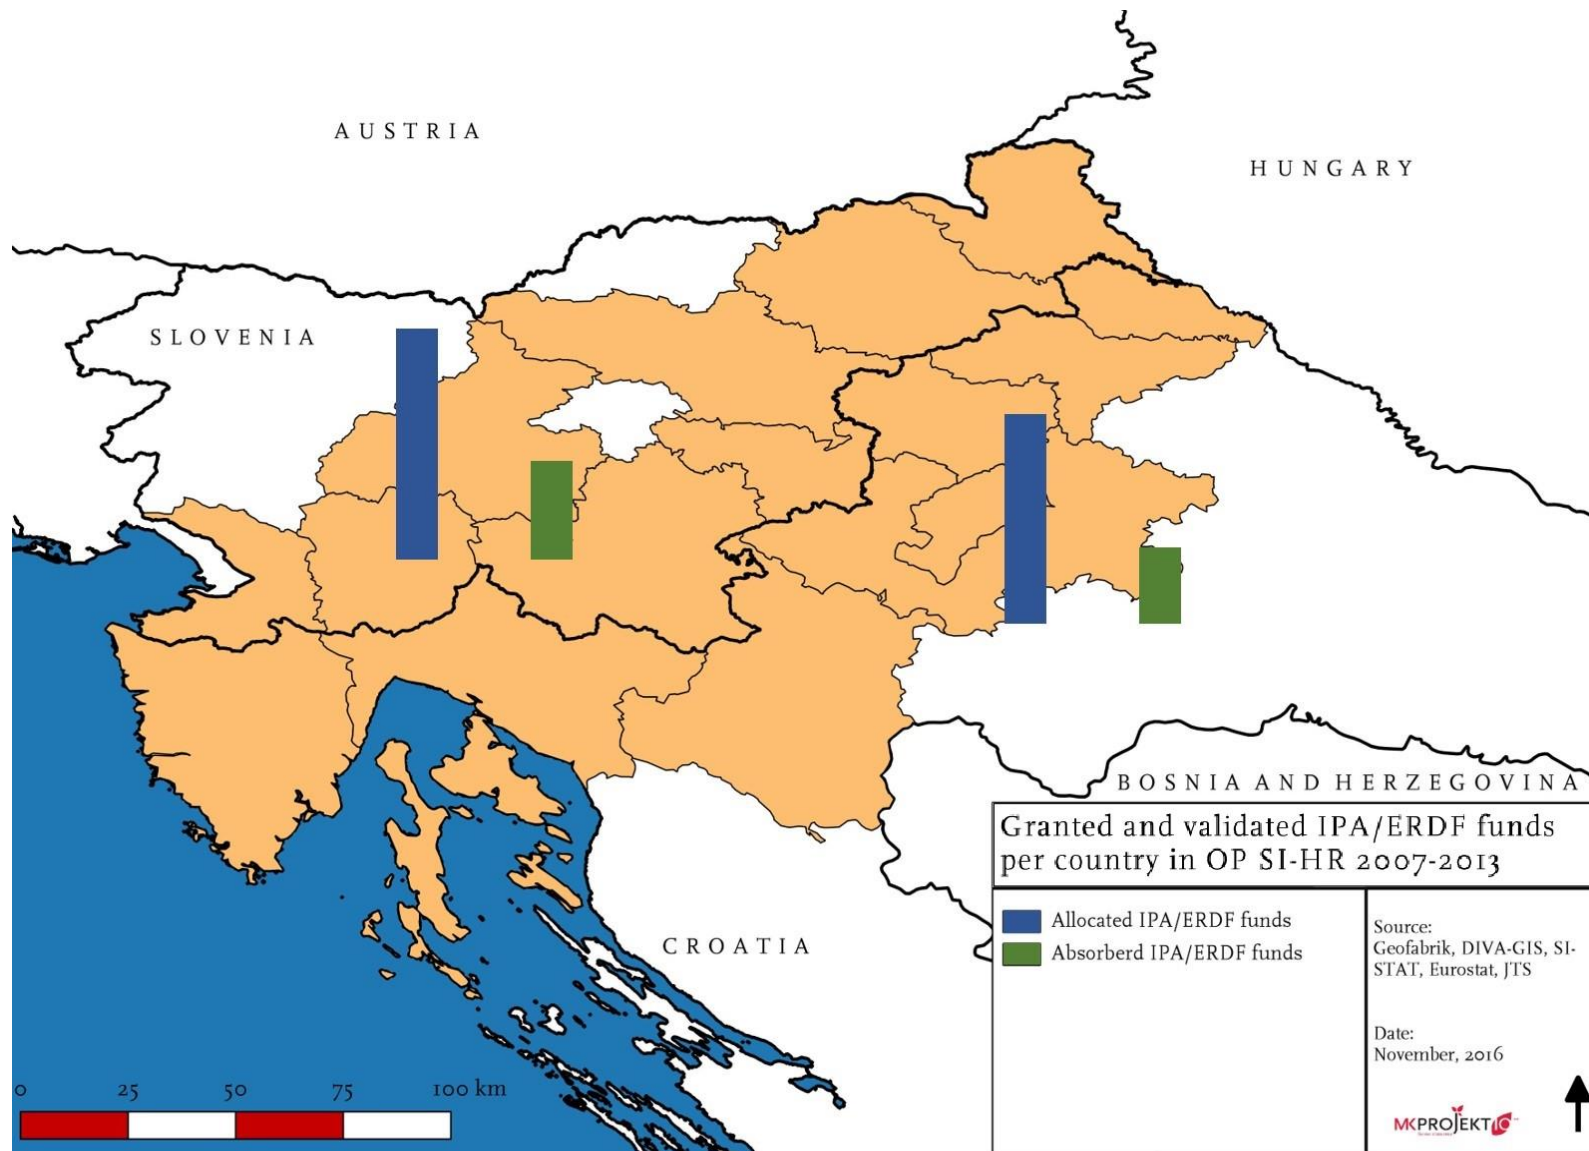 AUSTRIA
HUNGARY
SLOVENIA
BOSNIA AND HERZEGOVINA
Granted and validated IPA/ERDF funds
per country in OP SI-HR 2007-2013
Allocated IPA/ERDF funds
Absorberd IPA/ERDF funds
Source:
Geofabrik, DIVA-GIS, SI-
STAT, Eurostat, JTS
Date:
November, 2016
MKPROJEKT
CROATIA
0 25 50 75 100 km